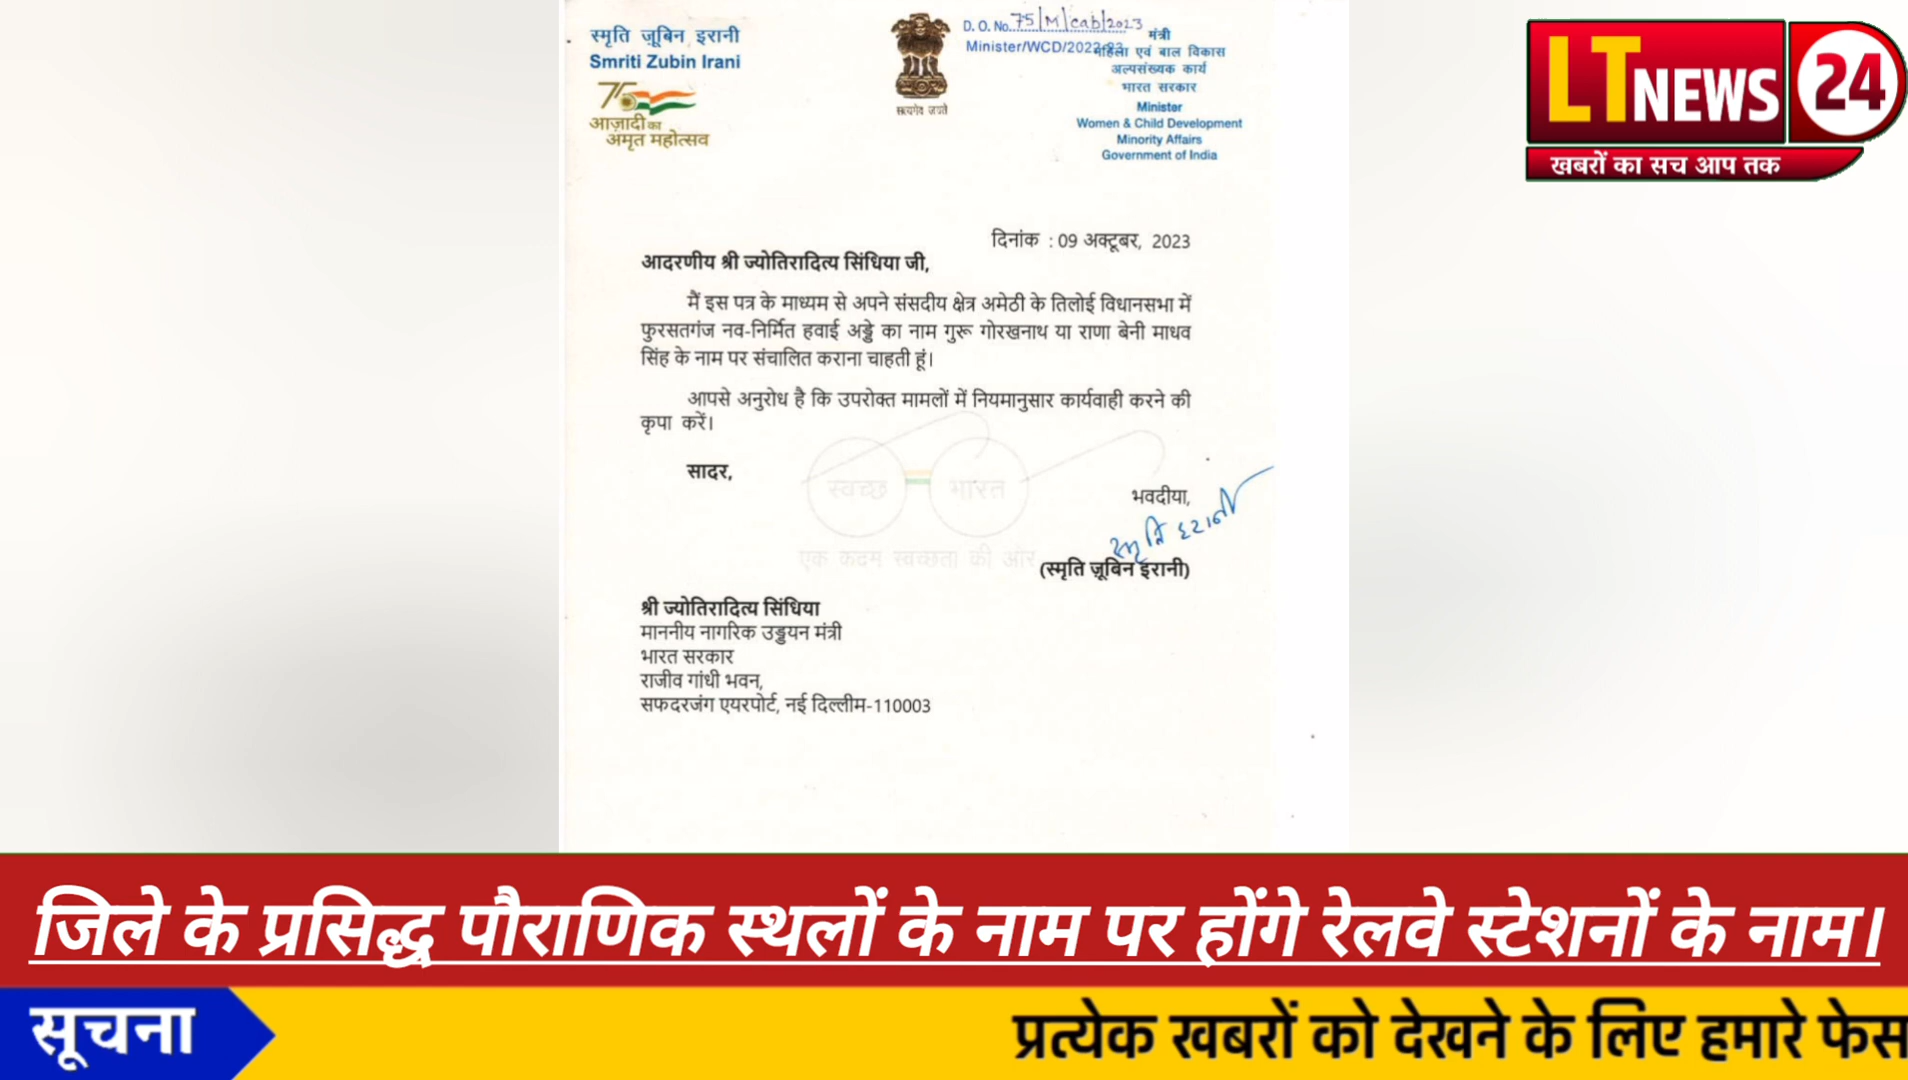 स्मृति ज़ूबिन इरानी
Smriti Zubin Irani
75
आज़ादी का
अमृत महोत्सव
सत्यमेव जयते
D. O. No. 75/M/Cab/2023
Minister/WCD/2022-23
मंत्री
महिला एवं बाल विकास
अल्पसंख्यक कार्य
भारत सरकार
Minister
Women & Child Development
Minority Affairs
Government of India
LT NEWS 24
खबरों का सच आप तक
दिनांक : 09 अक्टूबर, 2023
आदरणीय श्री ज्योतिरादित्य सिंधिया जी,
मैं इस पत्र के माध्यम से अपने संसदीय क्षेत्र अमेठी के तिलोई विधानसभा में
फुरसतगंज नव-निर्मित हवाई अड्डे का नाम गुरू गोरखनाथ या राणा बेनी माधव
सिंह के नाम पर संचालित कराना चाहती हूं।
आपसे अनुरोध है कि उपरोक्त मामलों में नियमानुसार कार्यवाही करने की
कृपा करें।
सादर,
स्वच्छ भारत
एक कदम स्वच्छता की ओर
भवदीया,
स्मृति इरानी
(स्मृति ज़ूबिन इरानी)
श्री ज्योतिरादित्य सिंधिया
माननीय नागरिक उड्डयन मंत्री
भारत सरकार
राजीव गांधी भवन,
सफदरजंग एयरपोर्ट, नई दिल्लीम-110003
जिले के प्रसिद्ध पौराणिक स्थलों के नाम पर होंगे रेलवे स्टेशनों के नाम।
सूचना
प्रत्येक खबरों को देखने के लिए हमारे फेस